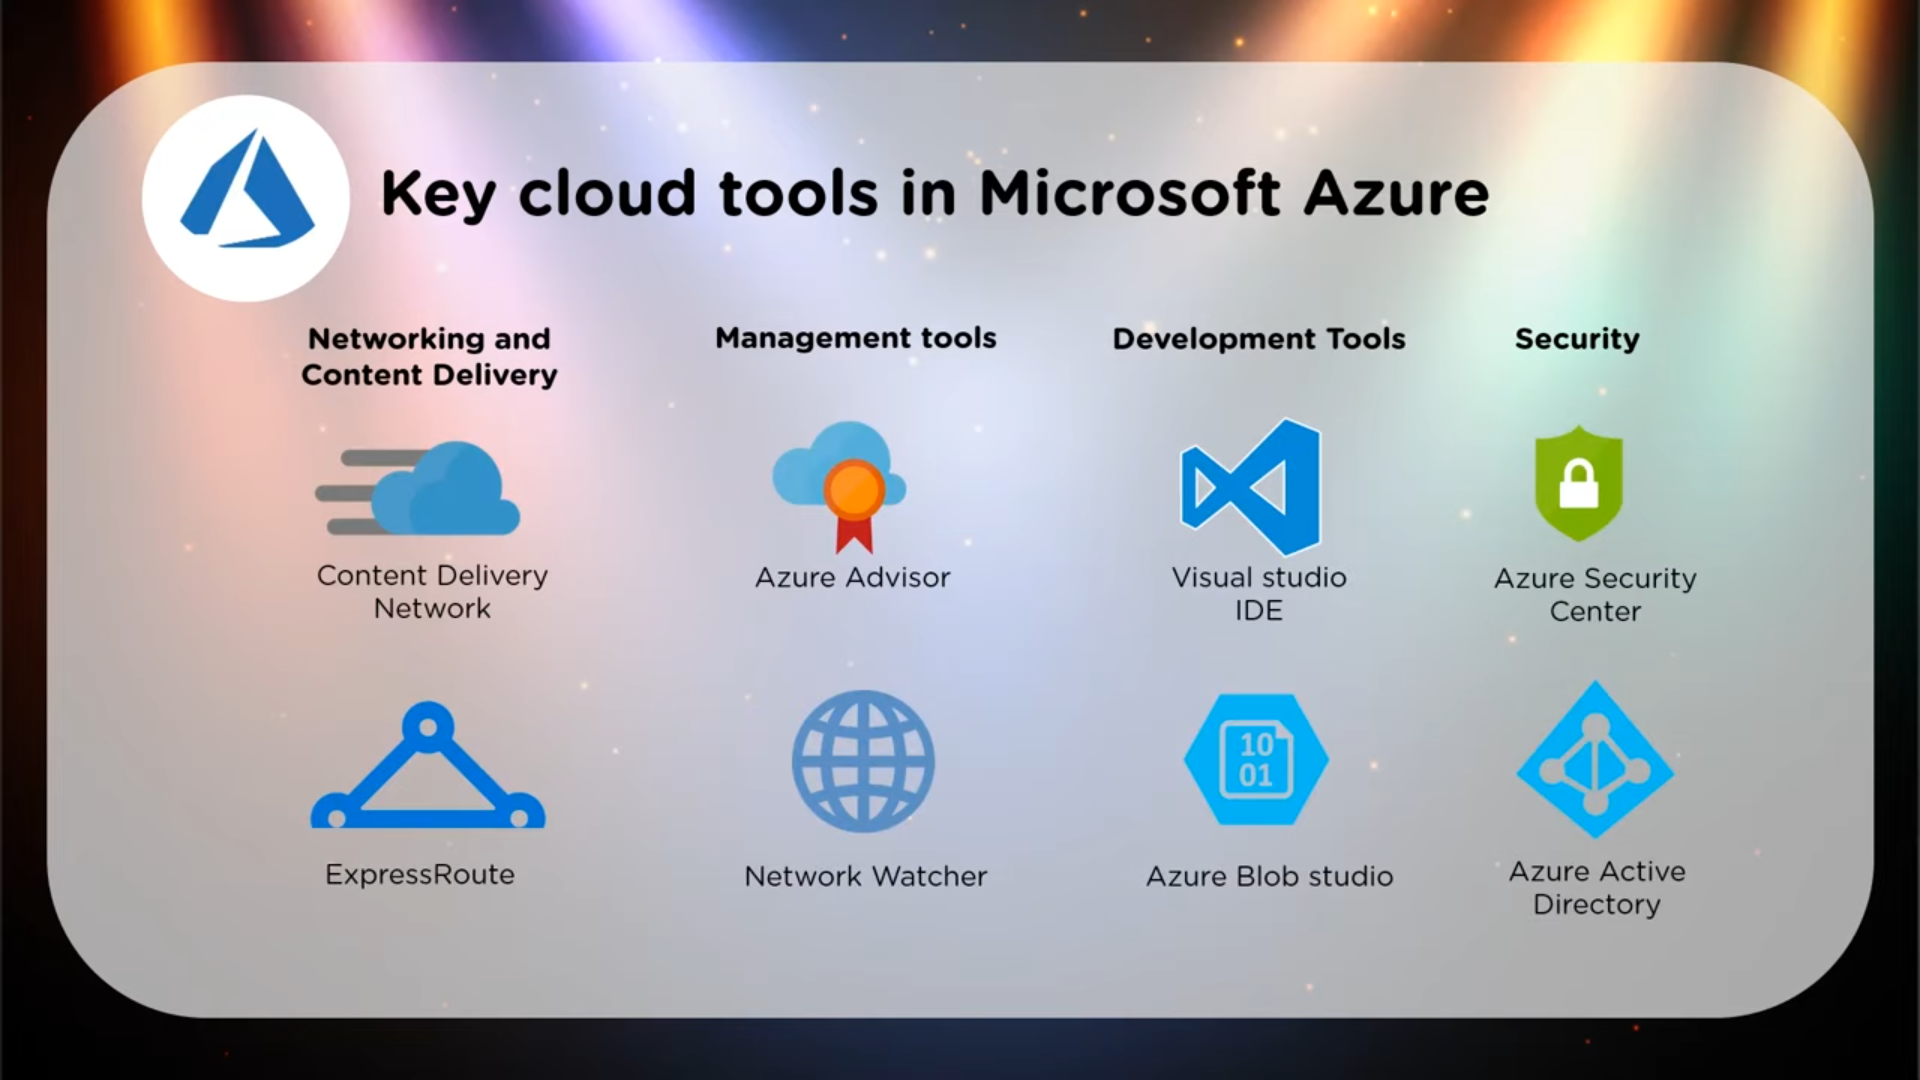 Key cloud tools in Microsoft Azure
Networking and
Content Delivery
Management tools
Development Tools
Security
Content Delivery
Network
Azure Advisor
Visual studio
IDE
Azure Security
Center
10
01
ExpressRoute
Network Watcher
Azure Blob studio
Azure Active
Directory